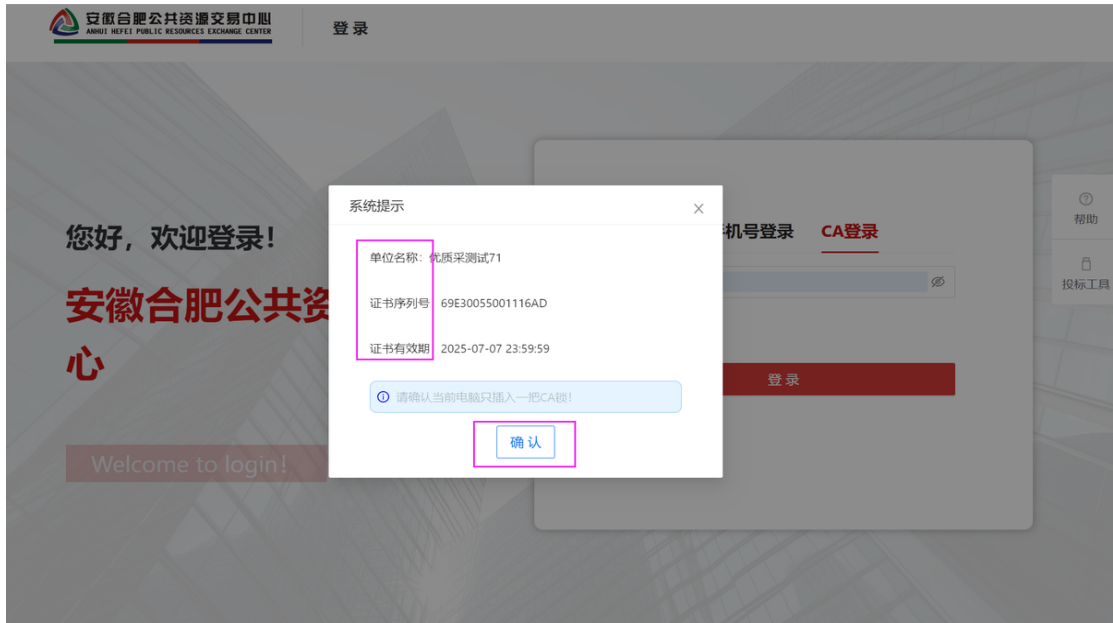 安徽合肥公共资源交易中心
ANHUI HEFEI PUBLIC RESOURCES EXCHANGE CENTER
登录
系统提示
单位名称：优质采测试71
证书序列号 69E30055001116AD
证书有效期 2025-07-07 23:59:59
请确认当前电脑只插入一把CA锁！
确认
您好，欢迎登录！
安徽合肥公共资
心
Welcome to login！
机号登录
CA登录
登录
帮助
投标工具